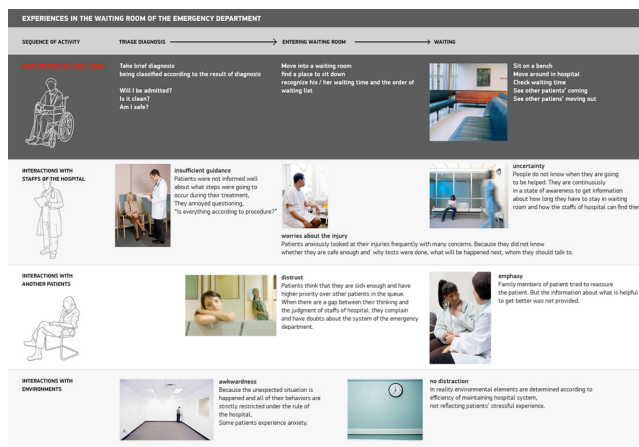 EXPERIENCES IN THE WAITING ROOM OF THE EMERGENCY DEPARTMENT
SEQUENCE OF ACTIVITY
TRIAGE DIAGNOSIS
ENTERING WAITING ROOM
WAITING
Take brief diagnosis
being classified according to the result of diagnosis
Will I be admitted?
Is it clean?
Am I safe?
Move into a waiting room
find a place to sit down
recognize his / her waiting time and the order of
waiting list
Sit on a bench
Move around in hospital
Check waiting time
See other patients' coming
See other patiens' moving out
INTERACTIONS WITH
STAFFS OF THE HOSPITAL
insufficient guidance
Patients were not informed well
about what steps were going to
occur during their treatment,
They annoyed questioning,
"Is everything according to procedure?"
worries about the injury
Patients anxiously looked at their injuries frequently with many concerns. Because they did not know
whether they are safe enough and why tests were done, what will be happened next, whom they should talk to.
uncertainty
People do not know when they are going
to be helped. They are continuously
in a state of awareness to get information
about how long they have to stay in waiting
room and how the staffs of hospital can find ther
INTERACTIONS WITH
ANOTHER PATIENTS
distrust
Patients think that they are sick enough and have
higher priority over other patients in the queue.
When there are a gap between their thinking and
the judgment of staffs of hospital, they complain
and have doubts about the system of the emergency
department.
emphasy
Family members of patient tried to reassure
the patient. But the information about what is helpful
to get better was not provided.
INTERACTIONS WITH
ENVIRONMENTS
awkwardness
Because the unexpected situation is
happened and all of their behaviors are
strictly restricted under the rule of
the hospital,
Some patients experience anxiety.
no distraction
In reality environmental elements are determined according to
efficiency of maintaining hospital system,
not reflecting patients' stressful experience.